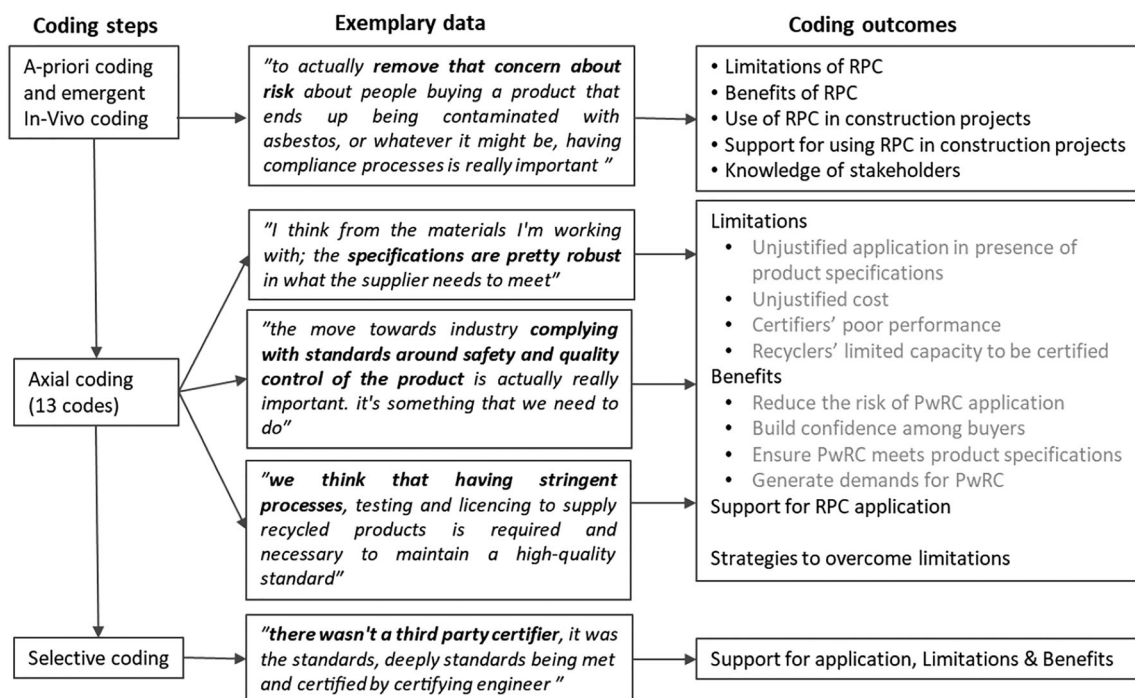 Coding steps
Exemplary data
Coding outcomes
A-priori coding
and emergent
In-Vivo coding
"to actually remove that concern about
risk about people buying a product that
ends up being contaminated with
asbestos, or whatever it might be, having
compliance processes is really important "
• Limitations of RPC
• Benefits of RPC
• Use of RPC in construction projects
• Support for using RPC in construction projects
• Knowledge of stakeholders
Axial coding
(13 codes)
"I think from the materials I'm working
with; the specifications are pretty robust
in what the supplier needs to meet"
"the move towards industry complying
with standards around safety and quality
control of the product is actually really
important. it's something that we need to
do"
"we think that having stringent
processes, testing and licencing to supply
recycled products is required and
necessary to maintain a high-quality
standard"
Limitations
• Unjustified application in presence of
product specifications
• Unjustified cost
• Certifiers' poor performance
• Recyclers' limited capacity to be certified
Benefits
• Reduce the risk of PwRC application
• Build confidence among buyers
• Ensure PwRC meets product specifications
• Generate demands for PwRC
Support for RPC application
Strategies to overcome limitations
Selective coding
"there wasn't a third party certifier, it was
the standards, deeply standards being met
and certified by certifying engineer "
Support for application, Limitations & Benefits